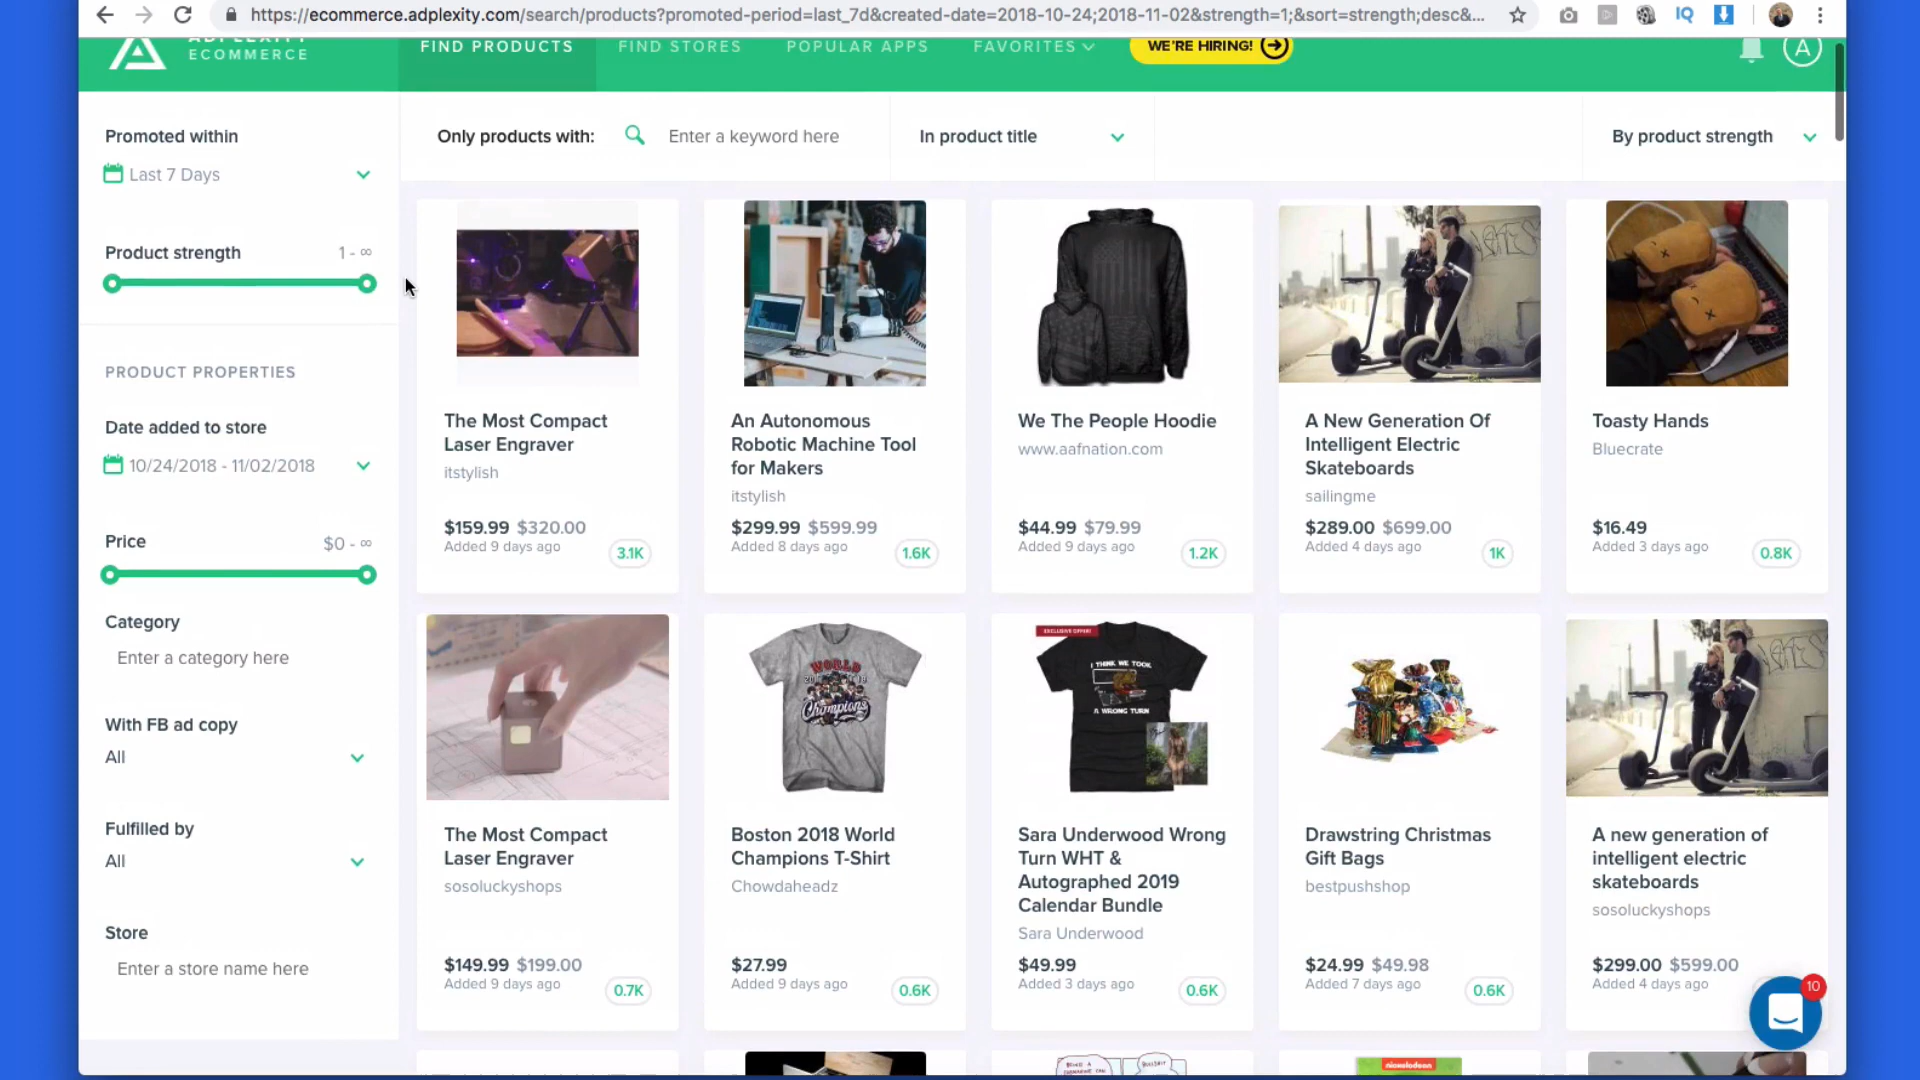 https://ecommerce.adplexity.com/search/products?promoted-period=last_7d&created-date=2018-10-24;2018-11-02&strength=1;&sort=strength;desc&...
IQ
ECOMMERCE
FIND PRODUCTS
FIND STORES
POPULAR APPS
FAVORITES
WE'RE HIRING!
A
Promoted within
Last 7 Days
Product strength
1 - ∞
PRODUCT PROPERTIES
Date added to store
10/24/2018 - 11/02/2018
Price
$0 - ∞
Category
Enter a category here
With FB ad copy
All
Fulfilled by
All
Store
Enter a store name here
Only products with:
Enter a keyword here
In product title
By product strength
The Most Compact
Laser Engraver
itstylish
$159.99 $320.00
Added 9 days ago
3.1K
An Autonomous
Robotic Machine Tool
for Makers
itstylish
$299.99 $599.99
Added 8 days ago
1.6K
We The People Hoodie
www.aafnation.com
$44.99 $79.99
Added 9 days ago
1.2K
A New Generation Of
Intelligent Electric
Skateboards
sailingme
$289.00 $699.00
Added 4 days ago
1K
Toasty Hands
Bluecrate
$16.49
Added 3 days ago
0.8K
The Most Compact
Laser Engraver
sosoluckyshops
$149.99 $199.00
Added 9 days ago
0.7K
WORLD
Champions
Boston 2018 World
Champions T-Shirt
Chowdaheadz
$27.99
Added 9 days ago
0.6K
EXCLUSIVE OFFER!
I THINK WE TOOK
A WRONG TURN
Sara Underwood Wrong
Turn WHT &
Autographed 2019
Calendar Bundle
Sara Underwood
$49.99
Added 3 days ago
0.6K
Drawstring Christmas
Gift Bags
bestpushshop
$24.99 $49.98
Added 7 days ago
0.6K
A new generation of
intelligent electric
skateboards
sosoluckyshops
$299.00 $599.00
Added 4 days ago
10
nickelodeon